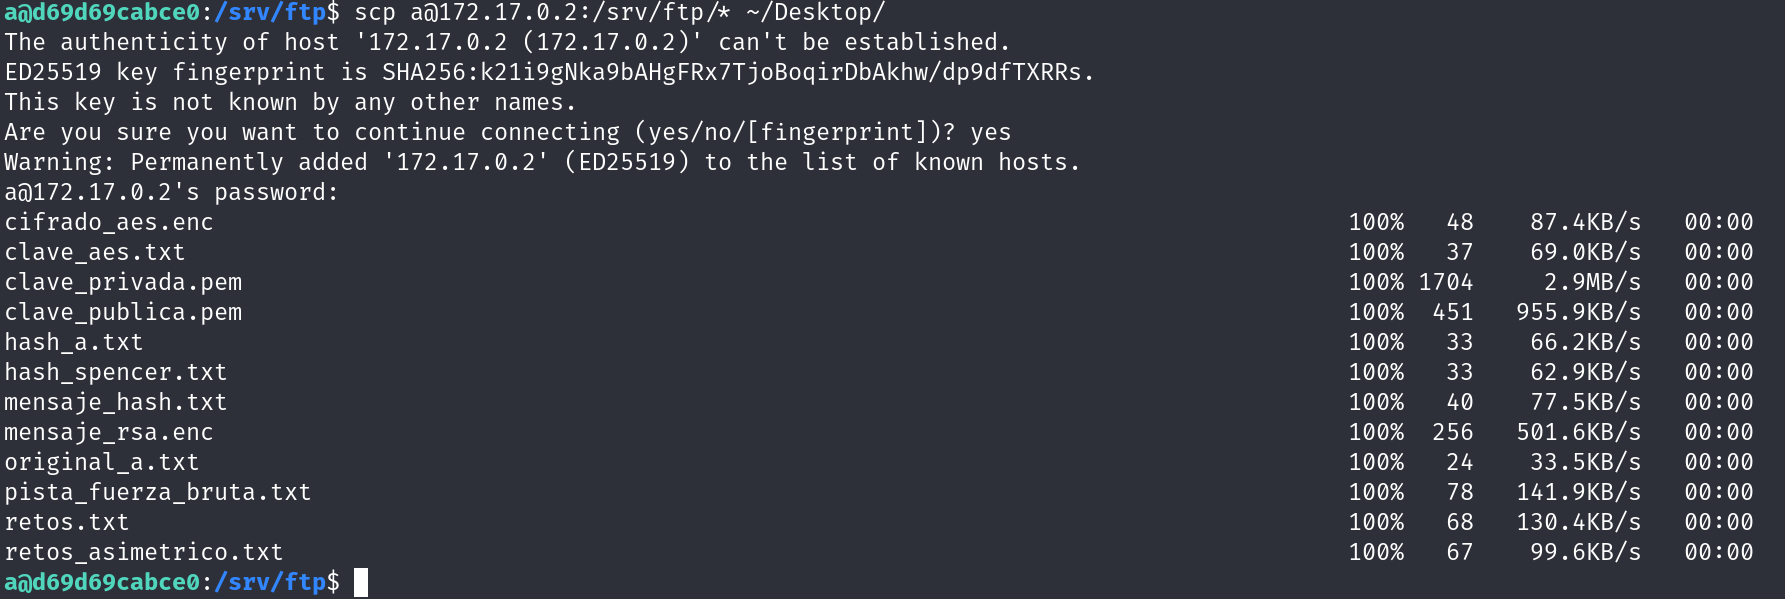 a@d69d69cabce0:/srv/ftp$ scp a@172.17.0.2:/srv/ftp/* ~/Desktop/
The authenticity of host '172.17.0.2 (172.17.0.2)' can't be established.
ED25519 key fingerprint is SHA256:k21i9gNka9bAHgFRx7TjoBoqirDbAkhw/dp9dfTXRRs.
This key is not known by any other names.
Are you sure you want to continue connecting (yes/no/[fingerprint])? yes
Warning: Permanently added '172.17.0.2' (ED25519) to the list of known hosts.
a@172.17.0.2's password:
cifrado_aes.enc 100% 48 87.4KB/s 00:00
clave_aes.txt 100% 37 69.0KB/s 00:00
clave_privada.pem 100% 1704 2.9MB/s 00:00
clave_publica.pem 100% 451 955.9KB/s 00:00
hash_a.txt 100% 33 66.2KB/s 00:00
hash_spencer.txt 100% 33 62.9KB/s 00:00
mensaje_hash.txt 100% 40 77.5KB/s 00:00
mensaje_rsa.enc 100% 256 501.6KB/s 00:00
original_a.txt 100% 24 33.5KB/s 00:00
pista_fuerza_bruta.txt 100% 78 141.9KB/s 00:00
retos.txt 100% 68 130.4KB/s 00:00
retos_asimetrico.txt 100% 67 99.6KB/s 00:00
a@d69d69cabce0:/srv/ftp$